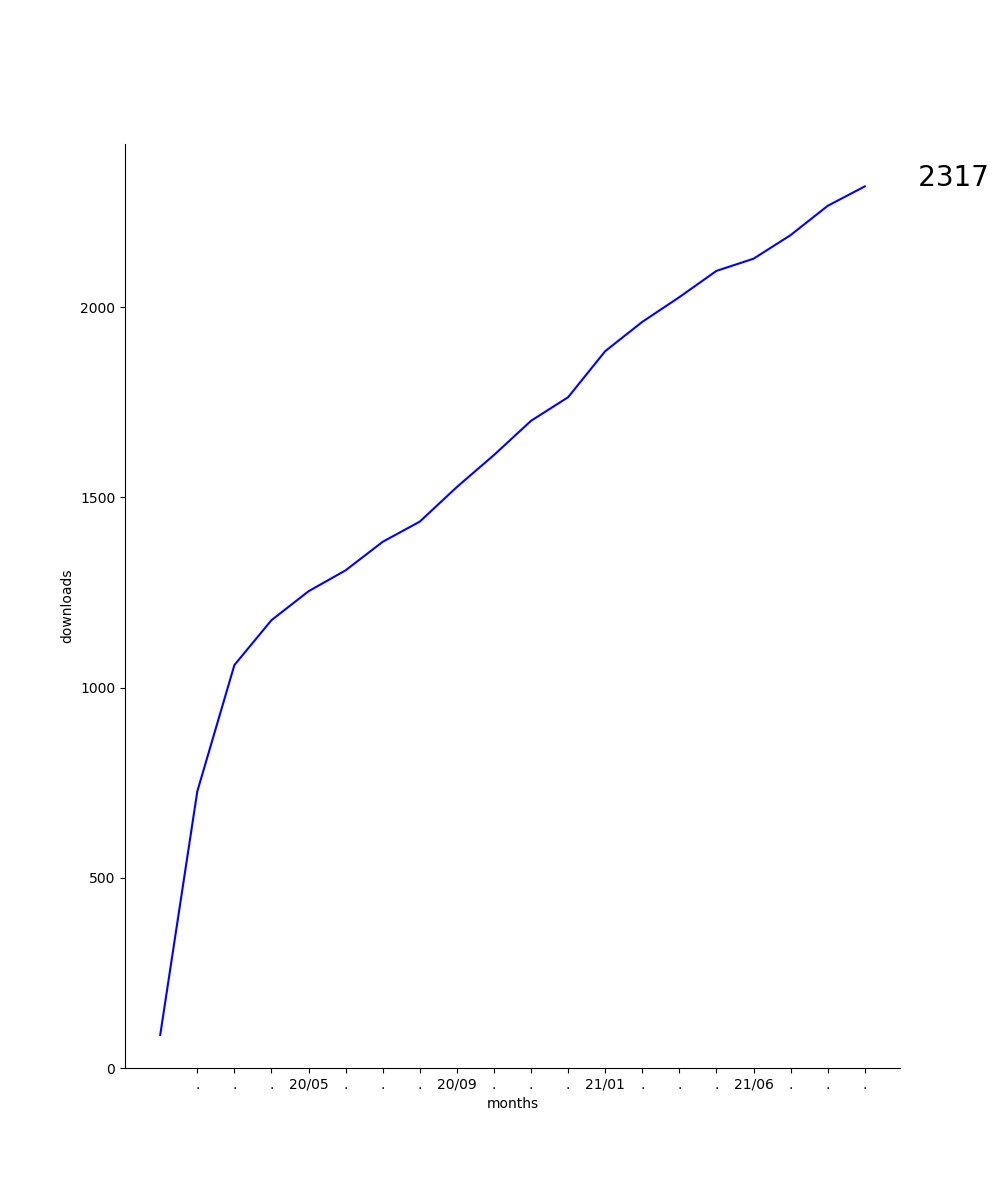 2317
2000
1500
1000
500
0
downloads
. . . 20/05 . . . 20/09 . . . 21/01 . . . 21/06 . . .
months